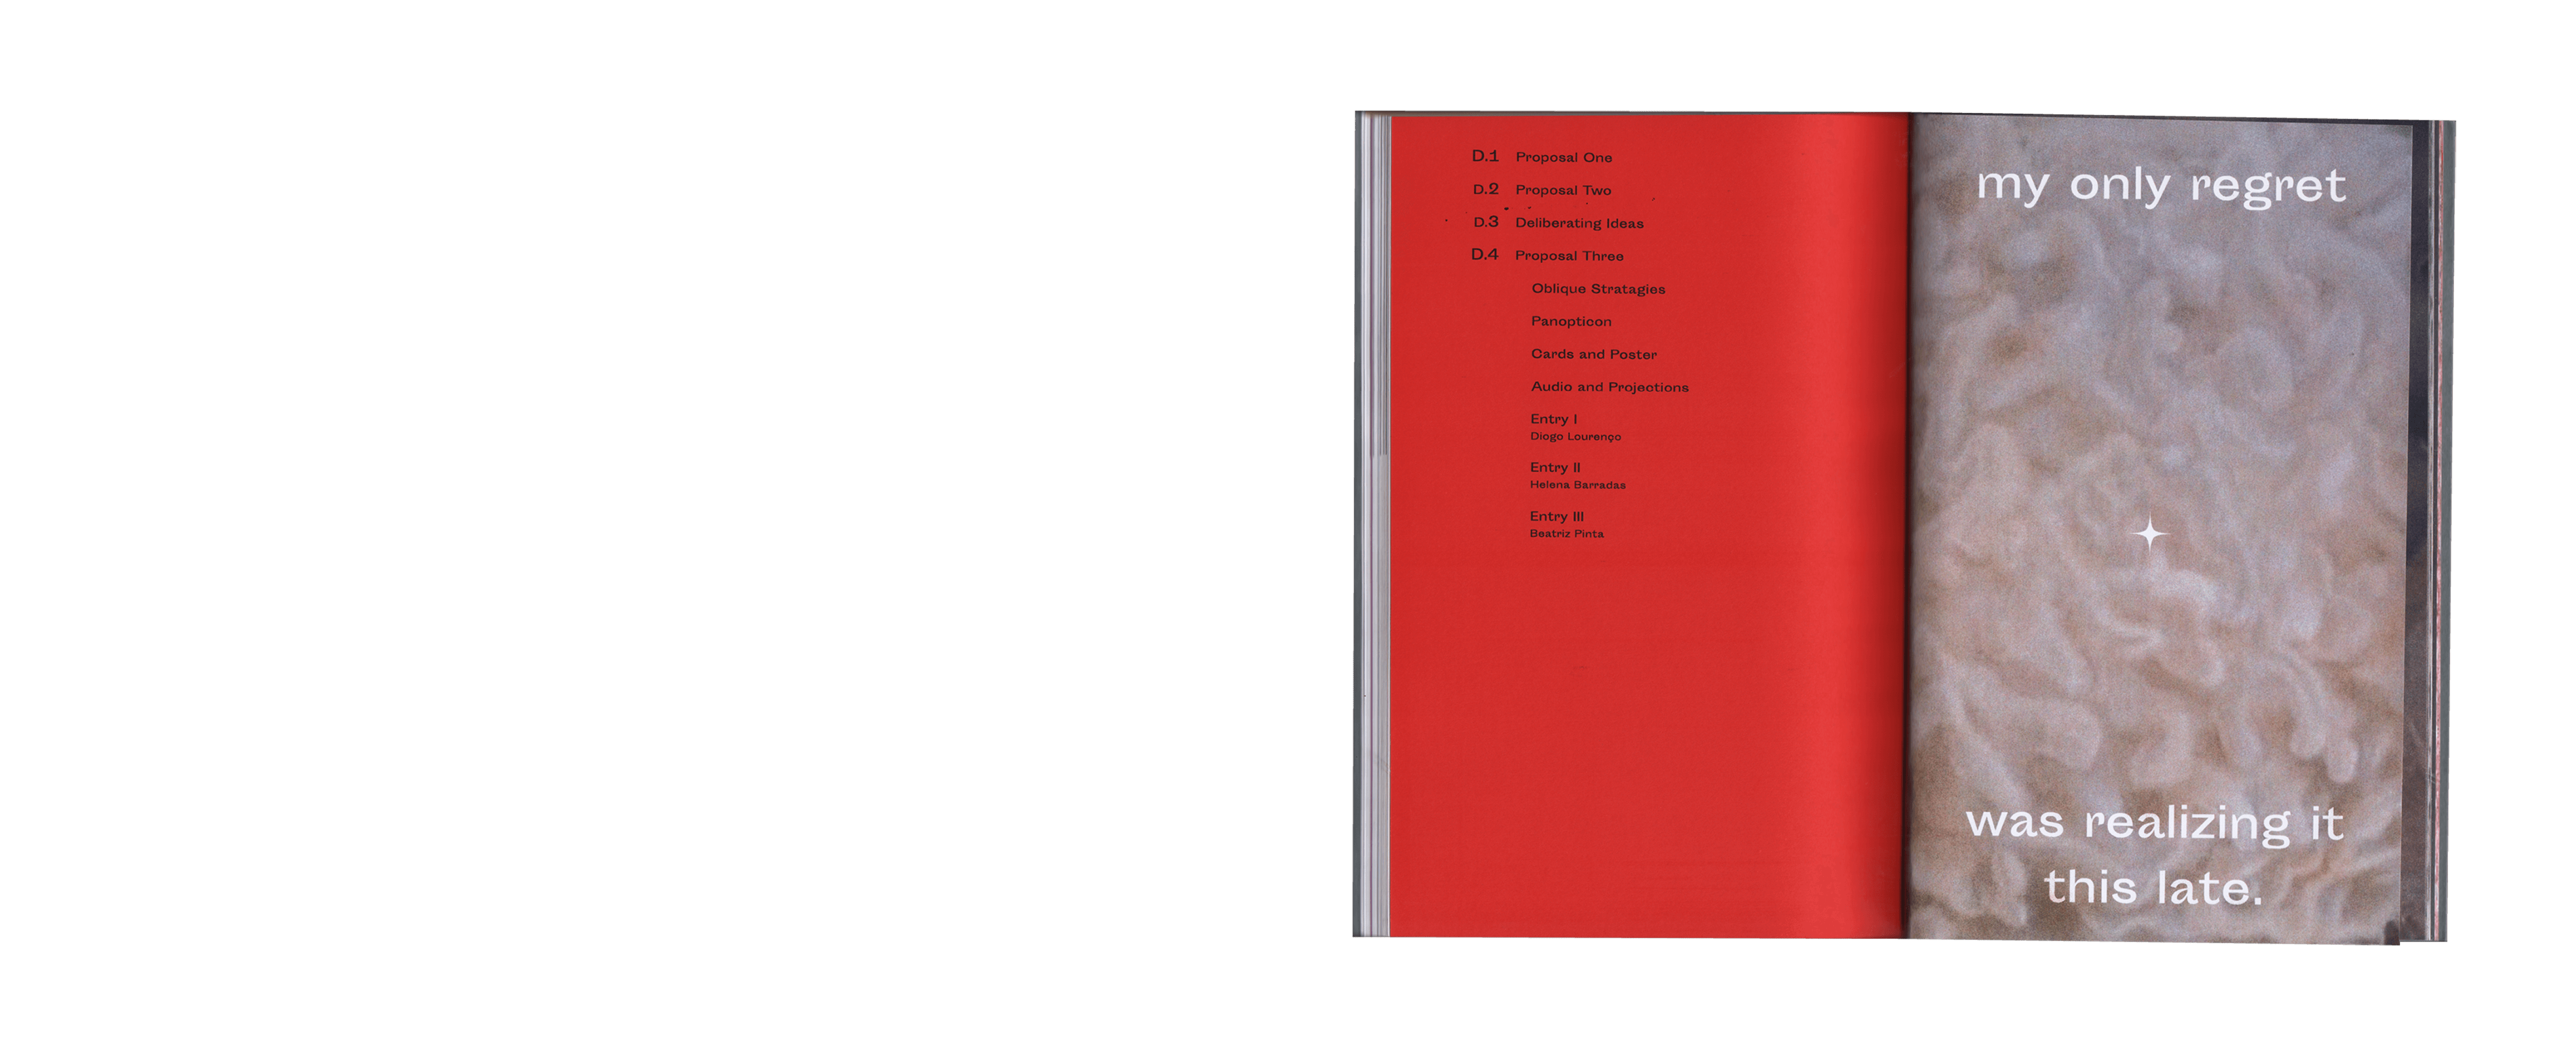 D.1 Proposal One
D.2 Proposal Two
D.3 Deliberating Ideas
D.4 Proposal Three
Oblique Stratagies
Panopticon
Cards and Poster
Audio and Projections
Entry I
Diogo Lourenço
Entry II
Helena Barradas
Entry III
Beatriz Pinta
my only regret
was realizing it
this late.